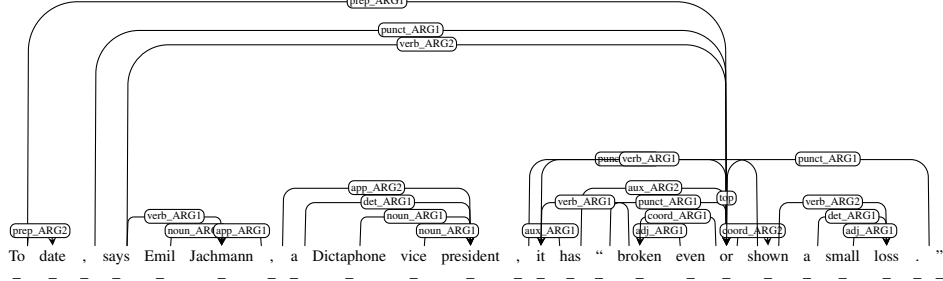 prep_ARG1
punct_ARG1
verb_ARG2
verb_ARG1 punct_ARG1
app_ARG2 aux_ARG2
top
det_ARG1 verb_ARG1 punct_ARG1 verb_ARG2
verb_ARG1 noun_ARG1 coord_ARG1 det_ARG1
prep_ARG2 app_ARG1 noun_ARG1 aux_ARG1 adj_ARG1 coord_ARG2 adj_ARG1
To date , says Emil Jachmann , a Dictaphone vice president , it has “ broken even or shown a small loss . ”
_ _ _ _ _ _ _ _ _ _ _ _ _ _ _ _ _ _ _ _ _ _ _ _